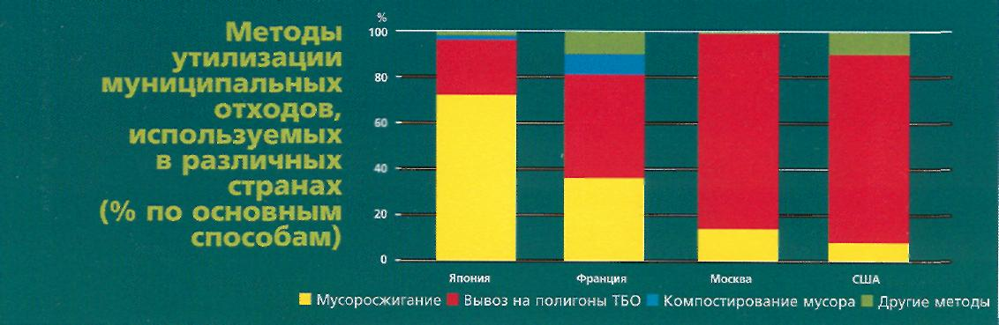 Методы
утилизации
муниципальных
отходов,
используемых
в различных
странах
(% по основным
способам)
%
100
80
60
40
20
0
Япония
Франция
Москва
США
Мусоросжигание Вывоз на полигоны ТБО Компостирование мусора Другие методы